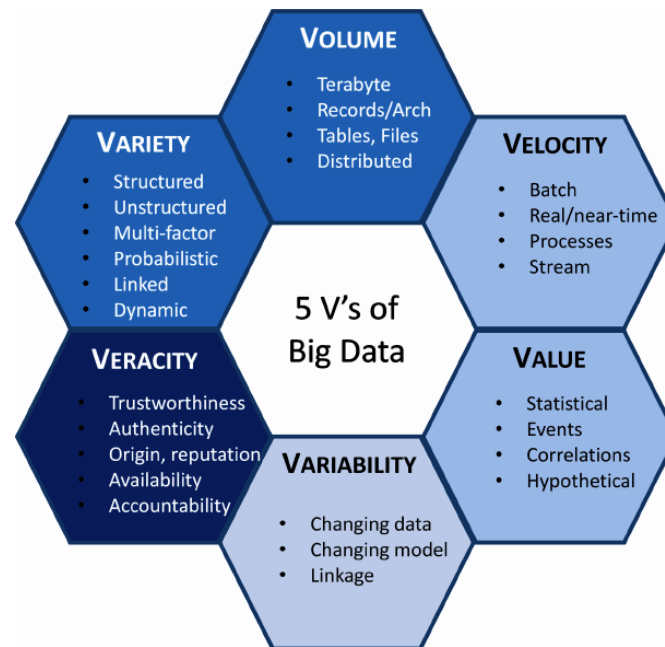 VOLUME
• Terabyte
• Records/Arch
• Tables, Files
• Distributed
VARIETY
• Structured
• Unstructured
• Multi-factor
• Probabilistic
• Linked
• Dynamic
VELOCITY
• Batch
• Real/near-time
• Processes
• Stream
5 V’s of
Big Data
VERACITY
• Trustworthiness
• Authenticity
• Origin, reputation
• Availability
• Accountability
VALUE
• Statistical
• Events
• Correlations
• Hypothetical
VARIABILITY
• Changing data
• Changing model
• Linkage